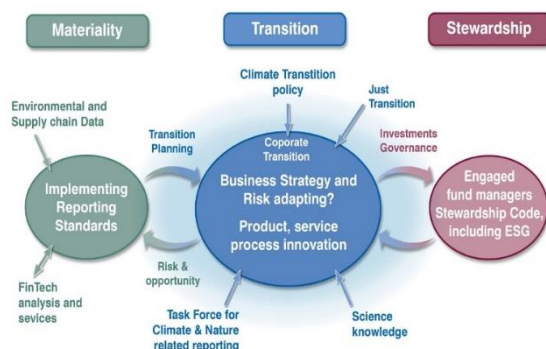 Materiality
Transition
Stewardship
Climate Transtition
policy
Just
Transition
Environmental and
Supply chain Data
Transition
Planning
Coporate
Transition
Investments
Governance
Implementing
Reporting
Standards
Business Strategy and
Risk adapting?
Product, service
process innovation
Engaged
fund managers
Stewardship Code,
including ESG
Risk &
opportunity
FinTech
analysis and
sevices
Task Force for
Climate & Nature
related reporting
Science
knowledge